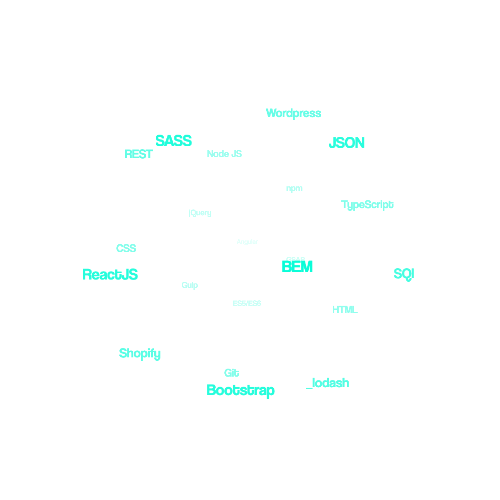 Wordpress
SASS
JSON
REST
Node JS
npm
TypeScript
jQuery
CSS
BEM
ReactJS
SQl
Gulp
HTML
Shopify
Git
_lodash
Bootstrap